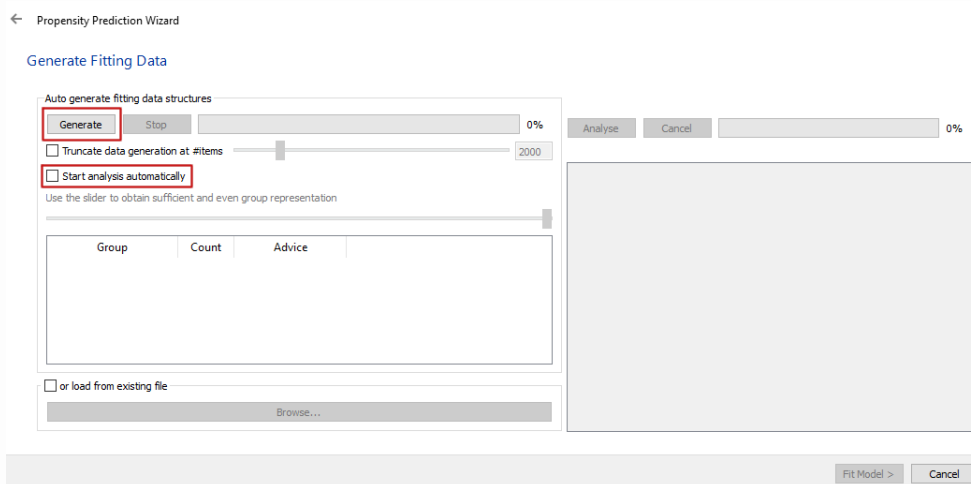 Propensity Prediction Wizard
Generate Fitting Data
Auto generate fitting data structures
Generate Stop 0%
Analyse Cancel 0%
Truncate data generation at #items 2000
Start analysis automatically
Use the slider to obtain sufficient and even group representation
Group Count Advice
or load from existing file
Browse...
Fit Model > Cancel